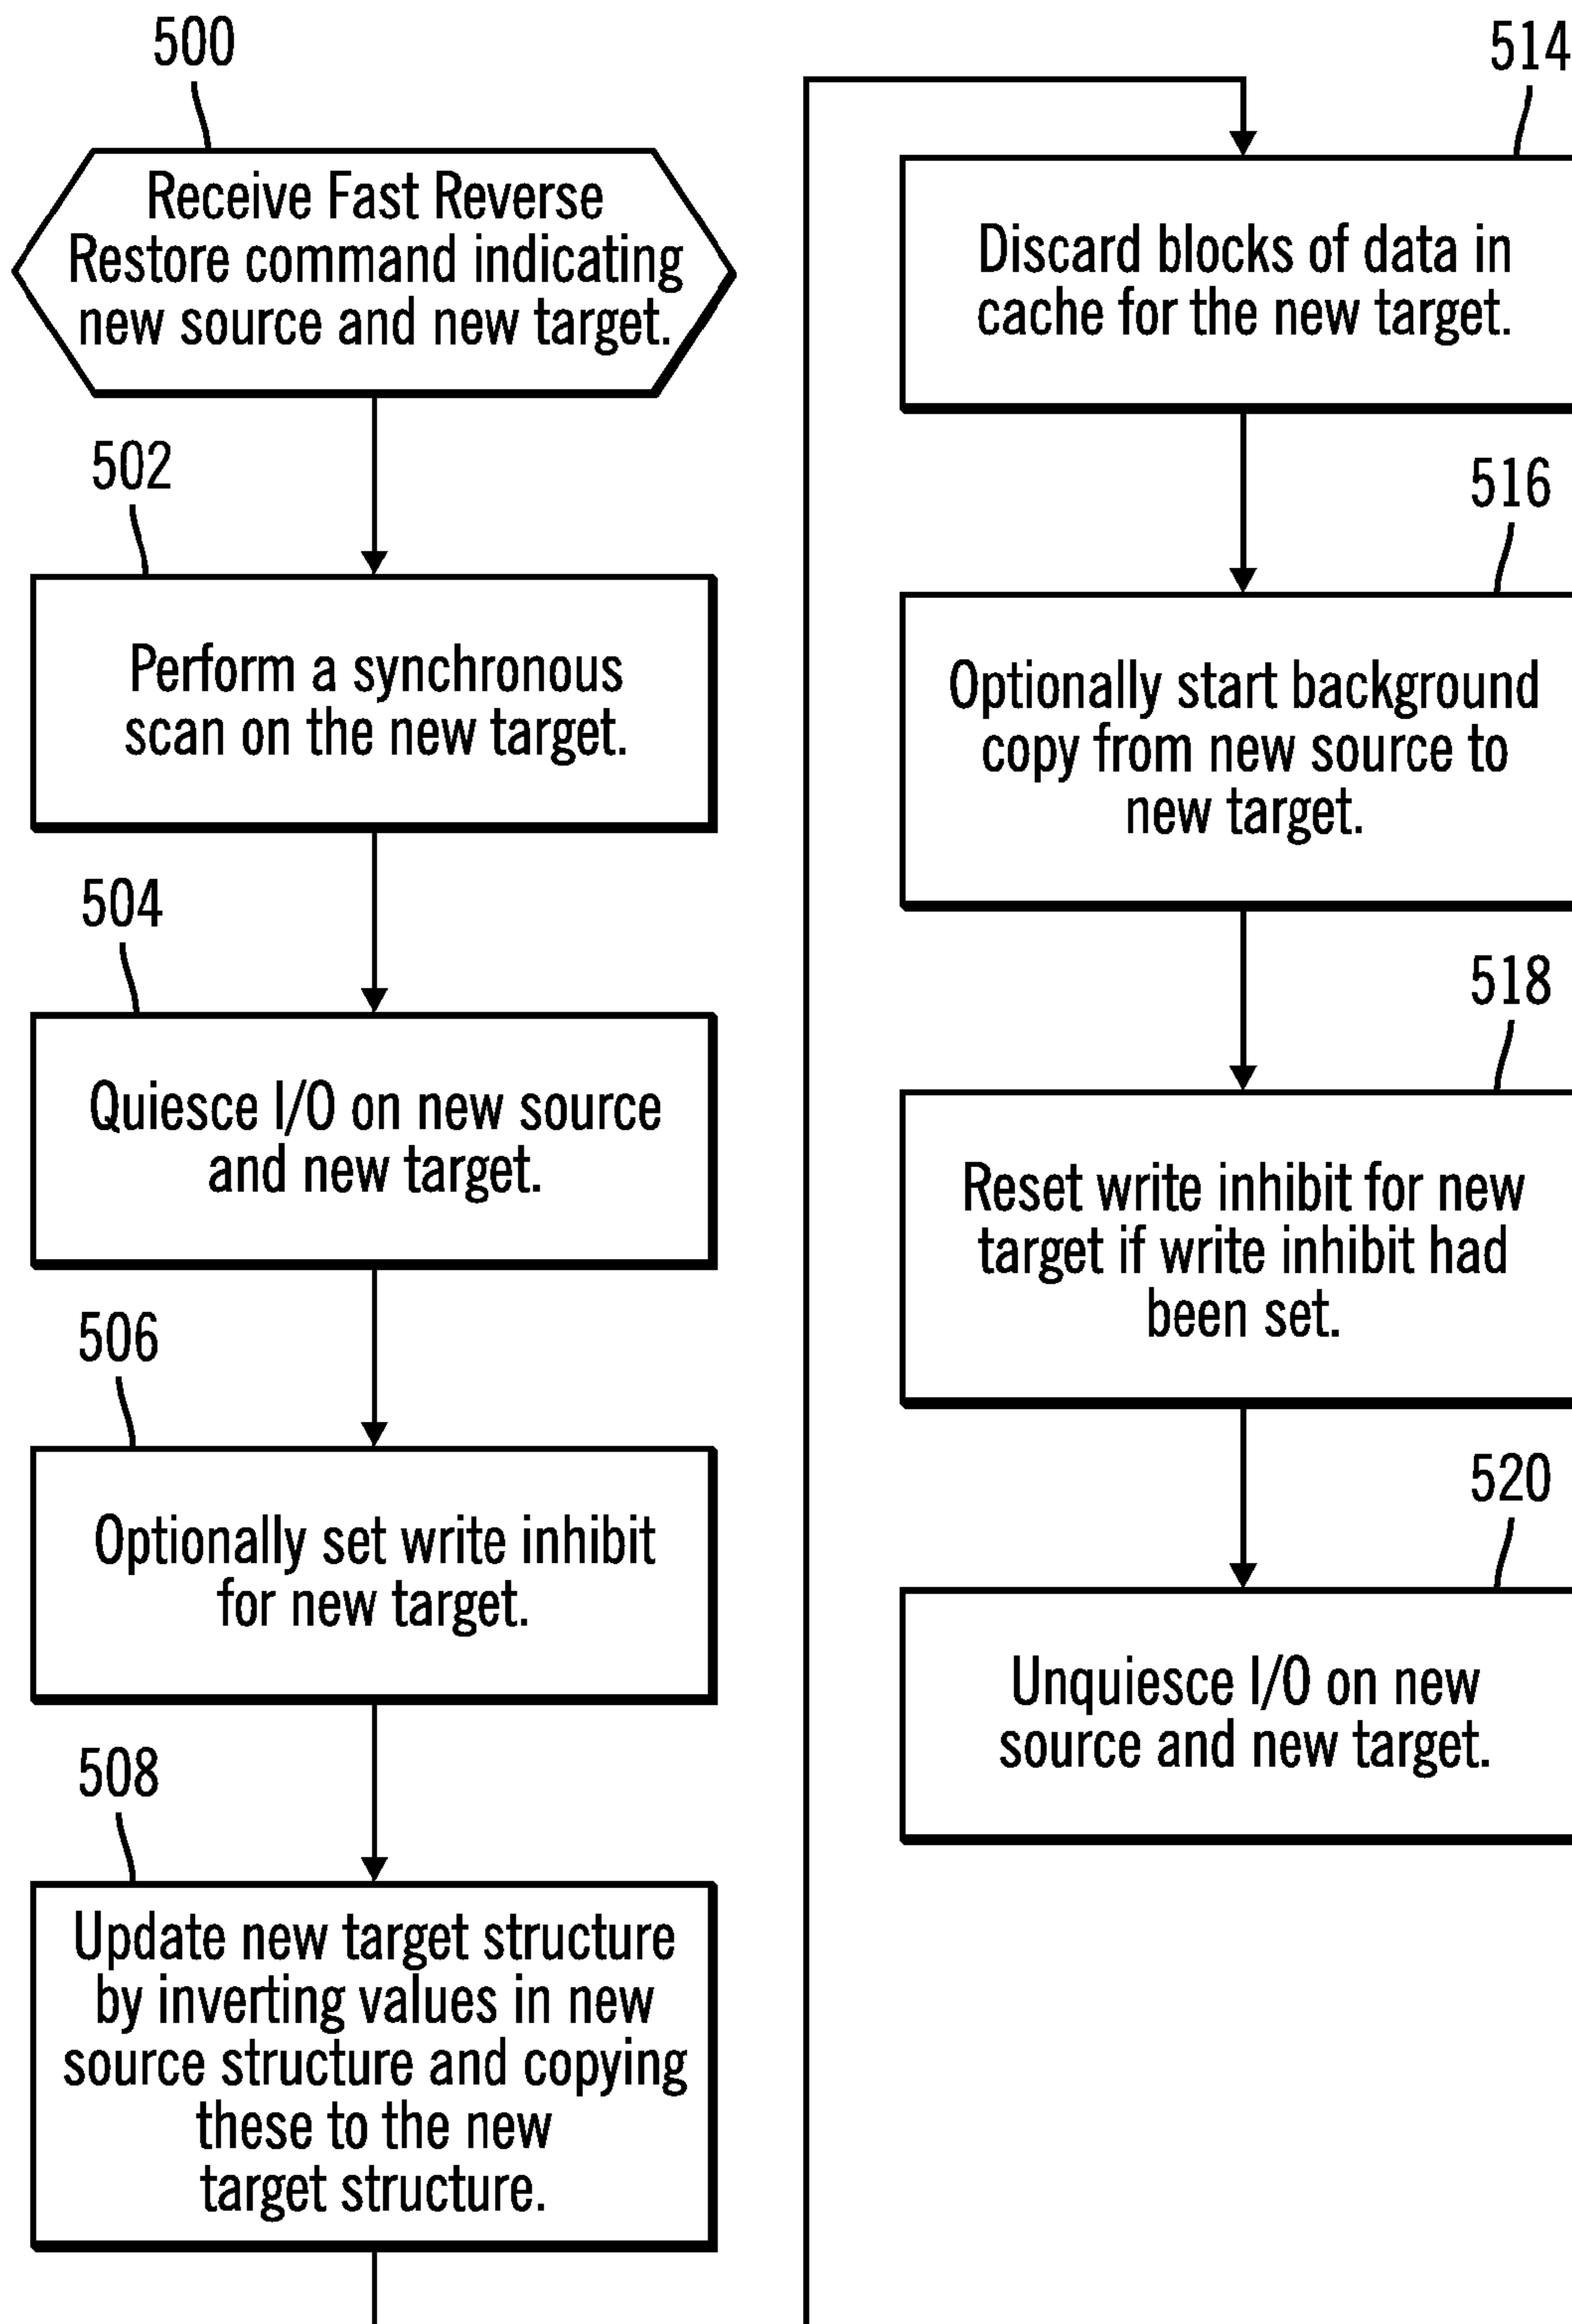 500
Receive Fast Reverse
Restore command indicating
new source and new target.
502
Perform a synchronous
scan on the new target.
504
Quiesce I/O on new source
and new target.
506
Optionally set write inhibit
for new target.
508
Update new target structure
by inverting values in new
source structure and copying
these to the new
target structure.
514
Discard blocks of data in
cache for the new target.
516
Optionally start background
copy from new source to
new target.
518
Reset write inhibit for new
target if write inhibit had
been set.
520
Unquiesce I/O on new
source and new target.